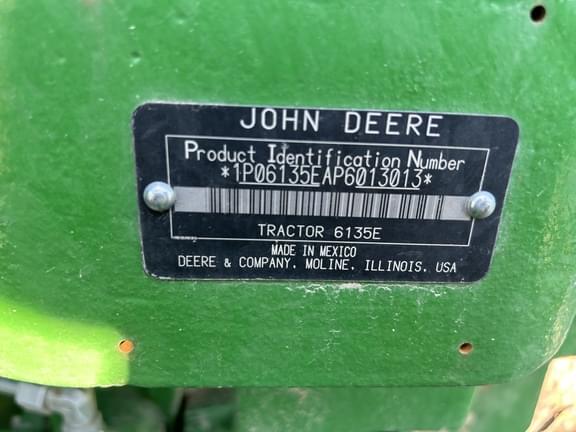 JOHN DEERE
Product Identification Number
*1P06135EAP6013013*
TRACTOR 6135E
MADE IN MEXICO
DEERE & COMPANY, MOLINE, ILLINOIS, USA